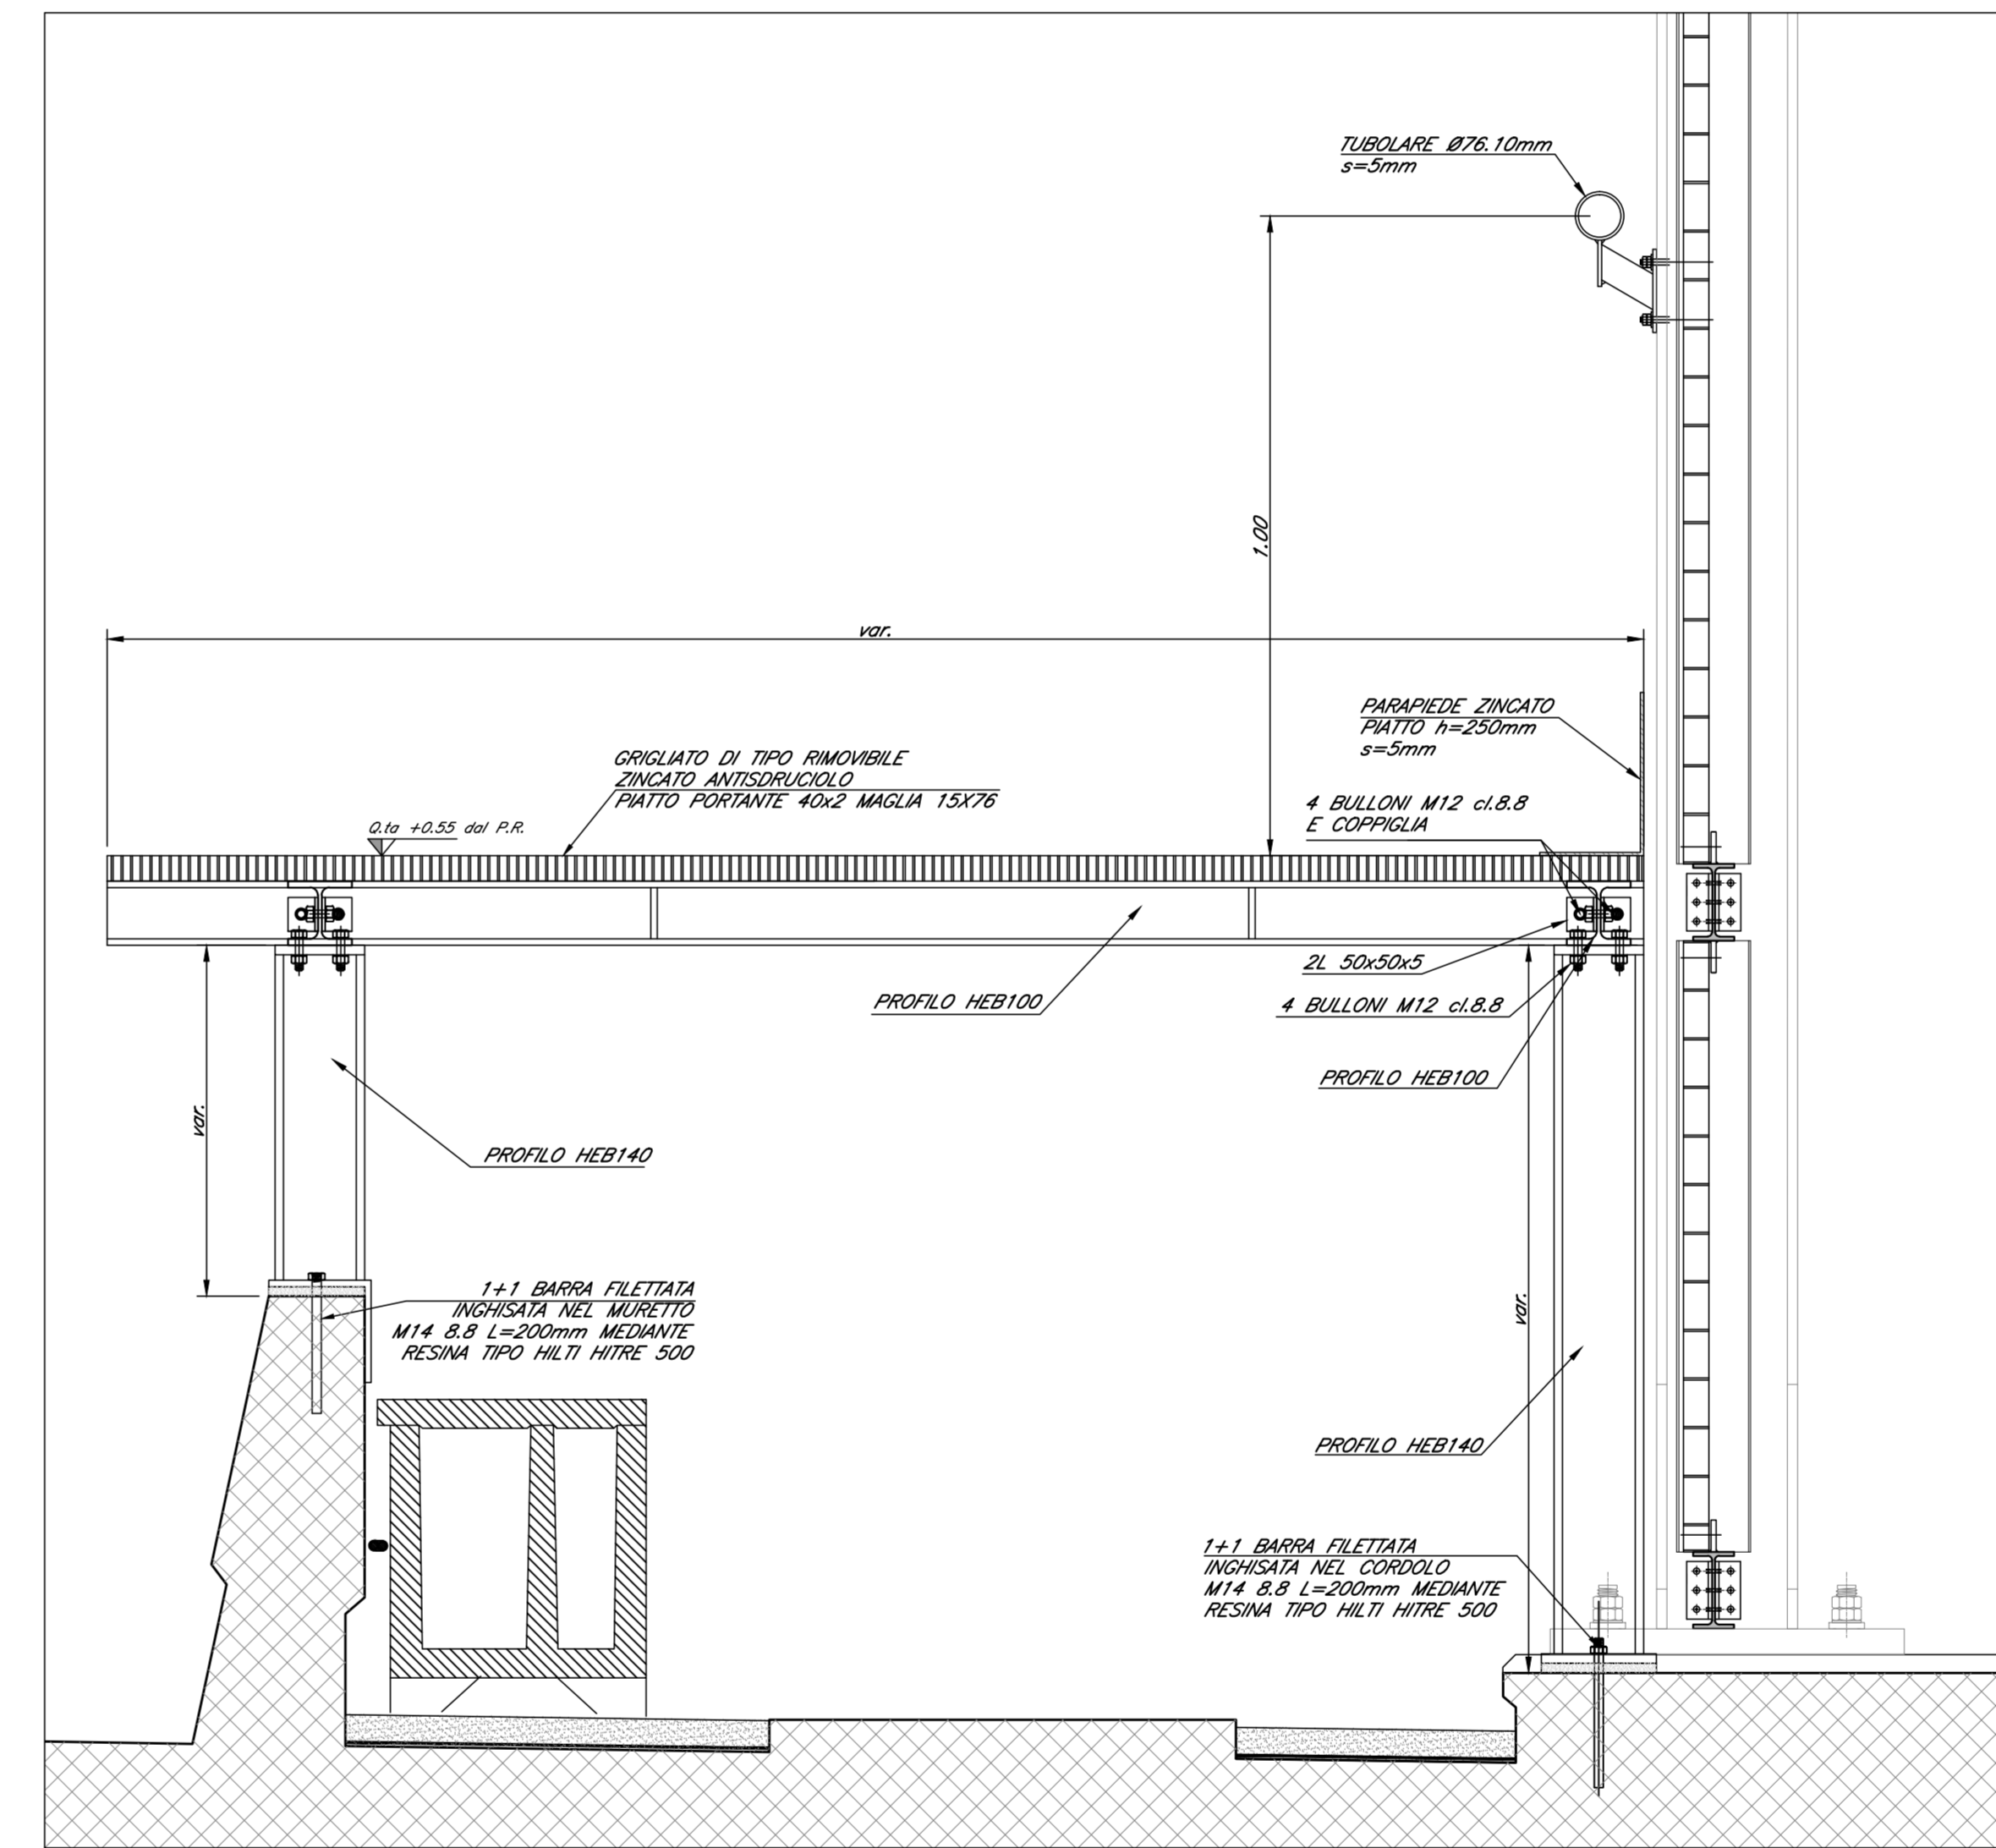 TUBOLARE Ø76.10mm
s=5mm
1.00
var.
PARAPIEDE ZINCATO
PIATTO h=250mm
s=5mm
GRIGLIATO DI TIPO RIMOVIBILE
ZINCATO ANTISDRUCIOLO
PIATTO PORTANTE 40x2 MAGLIA 15X76
4 BULLONI M12 cl.8.8
E COPPIGLIA
Q.ta +0.55 dal P.R.
2L 50x50x5
PROFILO HEB100
4 BULLONI M12 cl.8.8
PROFILO HEB100
var.
PROFILO HEB140
1+1 BARRA FILETTATA
INGHISATA NEL MURETTO
M14 8.8 L=200mm MEDIANTE
RESINA TIPO HILTI HITRE 500
var.
PROFILO HEB140
1+1 BARRA FILETTATA
INGHISATA NEL CORDOLO
M14 8.8 L=200mm MEDIANTE
RESINA TIPO HILTI HITRE 500